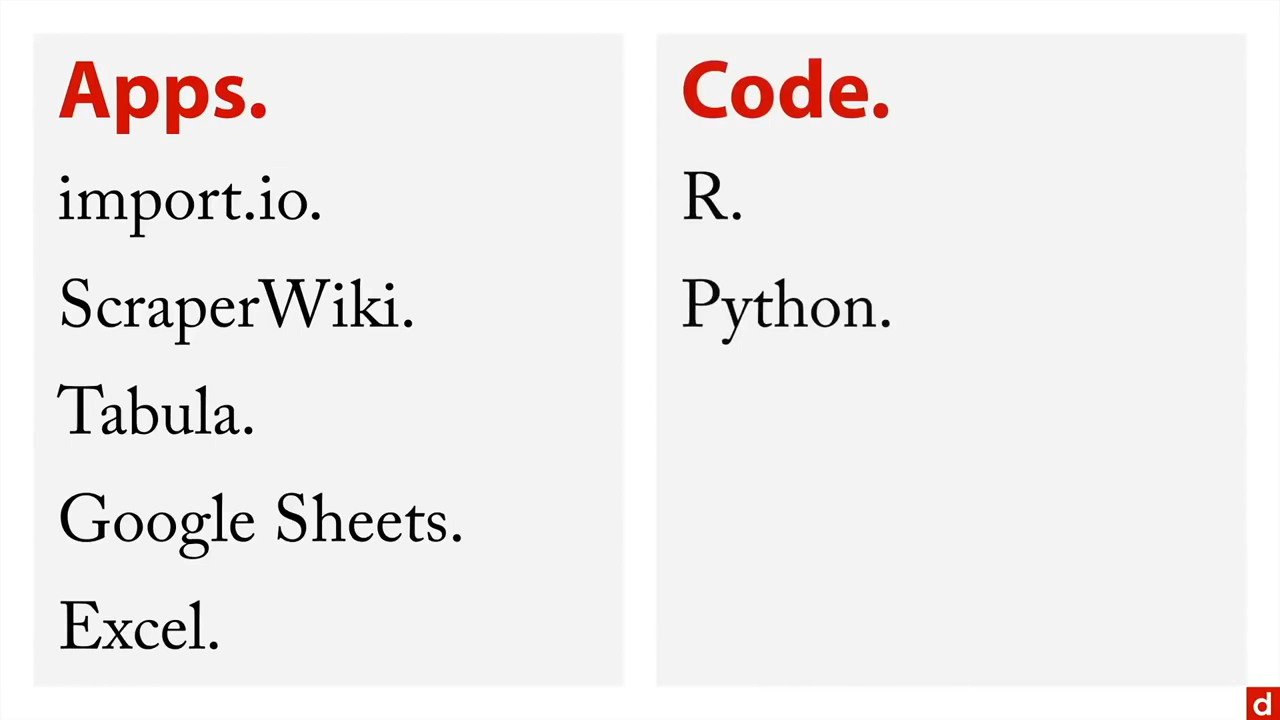 Apps.
import.io.
ScraperWiki.
Tabula.
Google Sheets.
Excel.
Code.
R.
Python.
d